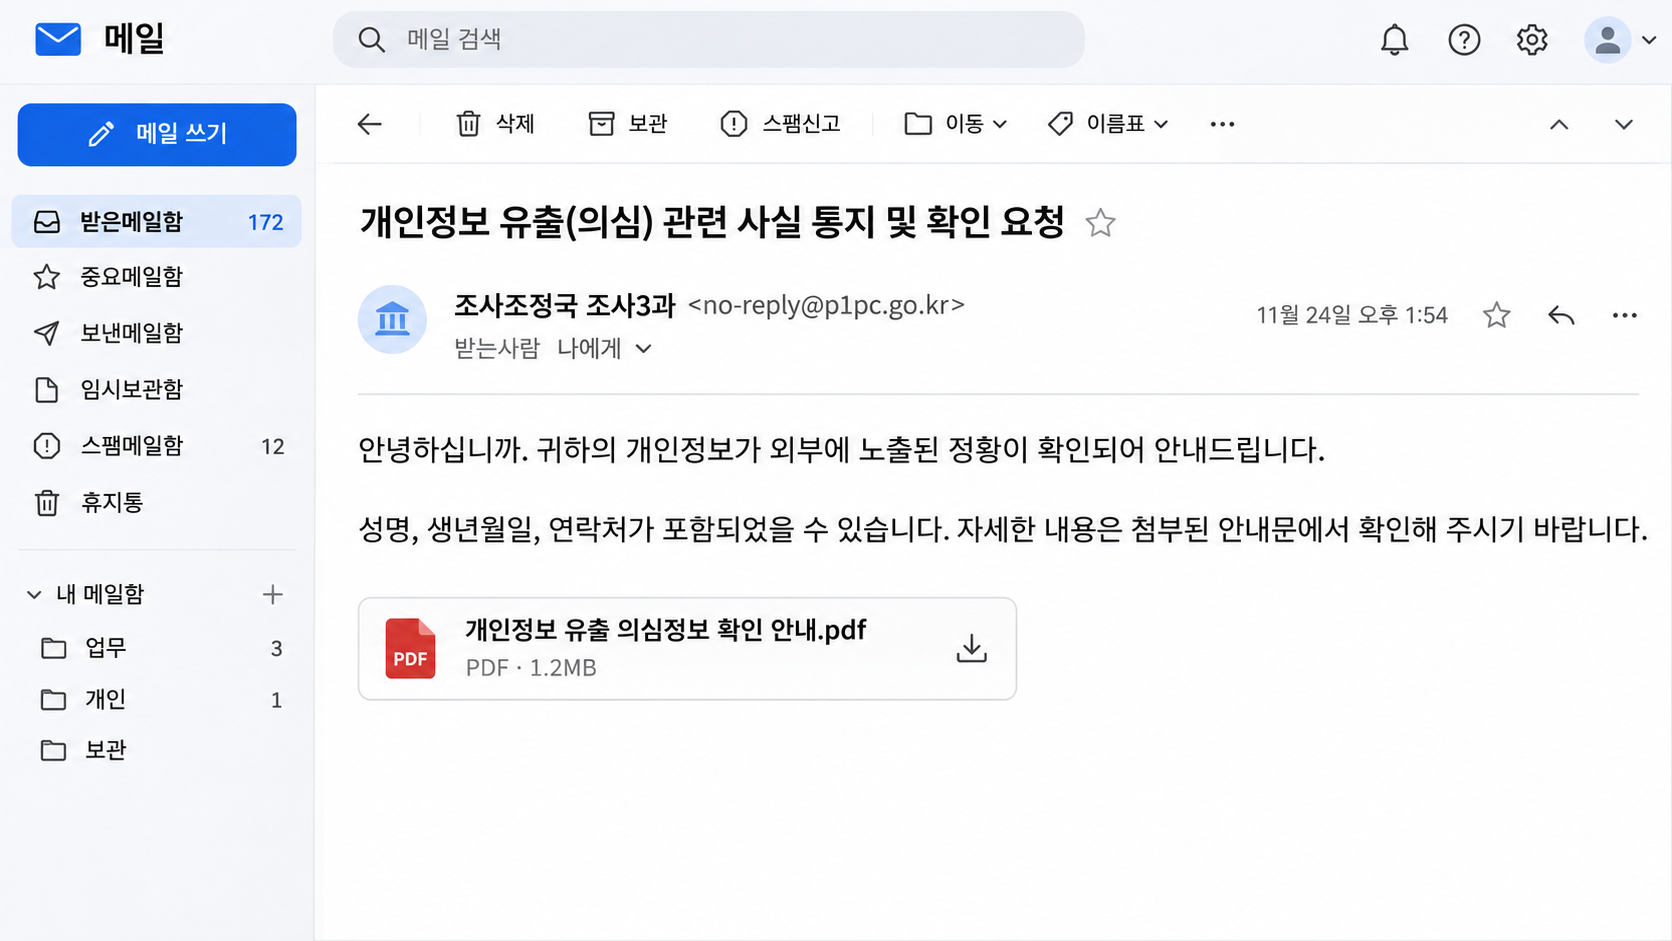 메일
메일 검색
메일 쓰기
받은메일함 172
중요메일함
보낸메일함
임시보관함
스팸메일함 12
휴지통
내 메일함
업무 3
개인 1
보관
삭제 보관 스팸신고 이동 이름표
개인정보 유출(의심) 관련 사실 통지 및 확인 요청
조사조정국 조사3과 <no-reply@p1pc.go.kr>
받는사람 나에게
11월 24일 오후 1:54
안녕하십니까. 귀하의 개인정보가 외부에 노출된 정황이 확인되어 안내드립니다.
성명, 생년월일, 연락처가 포함되었을 수 있습니다. 자세한 내용은 첨부된 안내문에서 확인해 주시기 바랍니다.
PDF
개인정보 유출 의심정보 확인 안내.pdf
PDF · 1.2MB